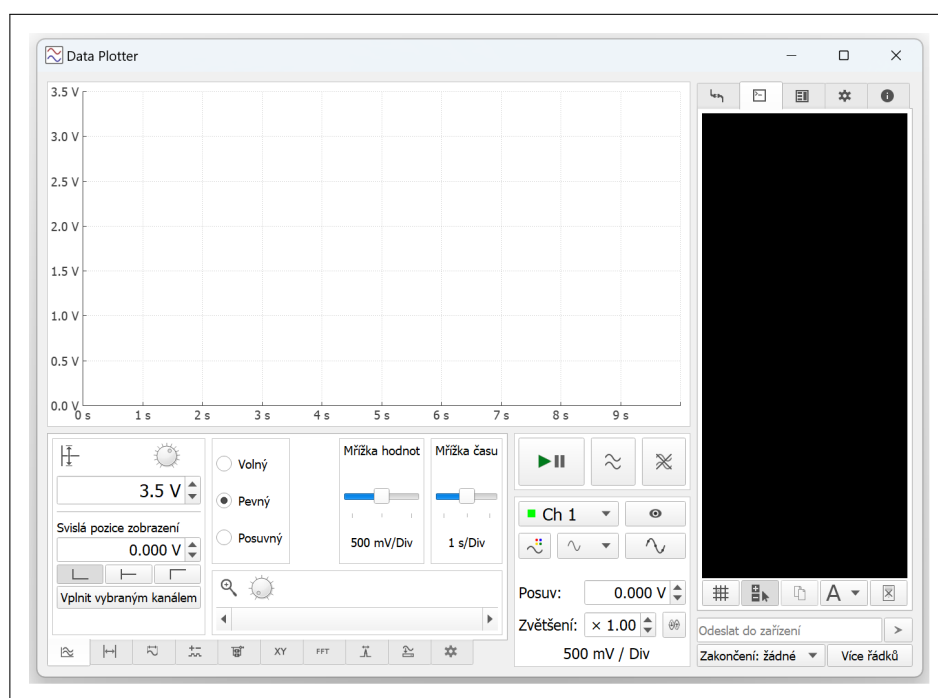 Data Plotter
3.5 V
3.0 V
2.5 V
2.0 V
1.5 V
1.0 V
0.5 V
0.0 V
0 s 1 s 2 s 3 s 4 s 5 s 6 s 7 s 8 s 9 s
3.5 V
Svislá pozice zobrazení
0.000 V
Vplnit vybraným kanálem
Volný
Pevný
Posuvný
Mřížka hodnot
500 mV/Div
Mřížka času
1 s/Div
XY
FFT
Ch 1
Posuv: 0.000 V
Zvětšení: × 1.00
500 mV / Div
A
Odeslat do zařízení
>
Zakončení: žádné
Více řádků